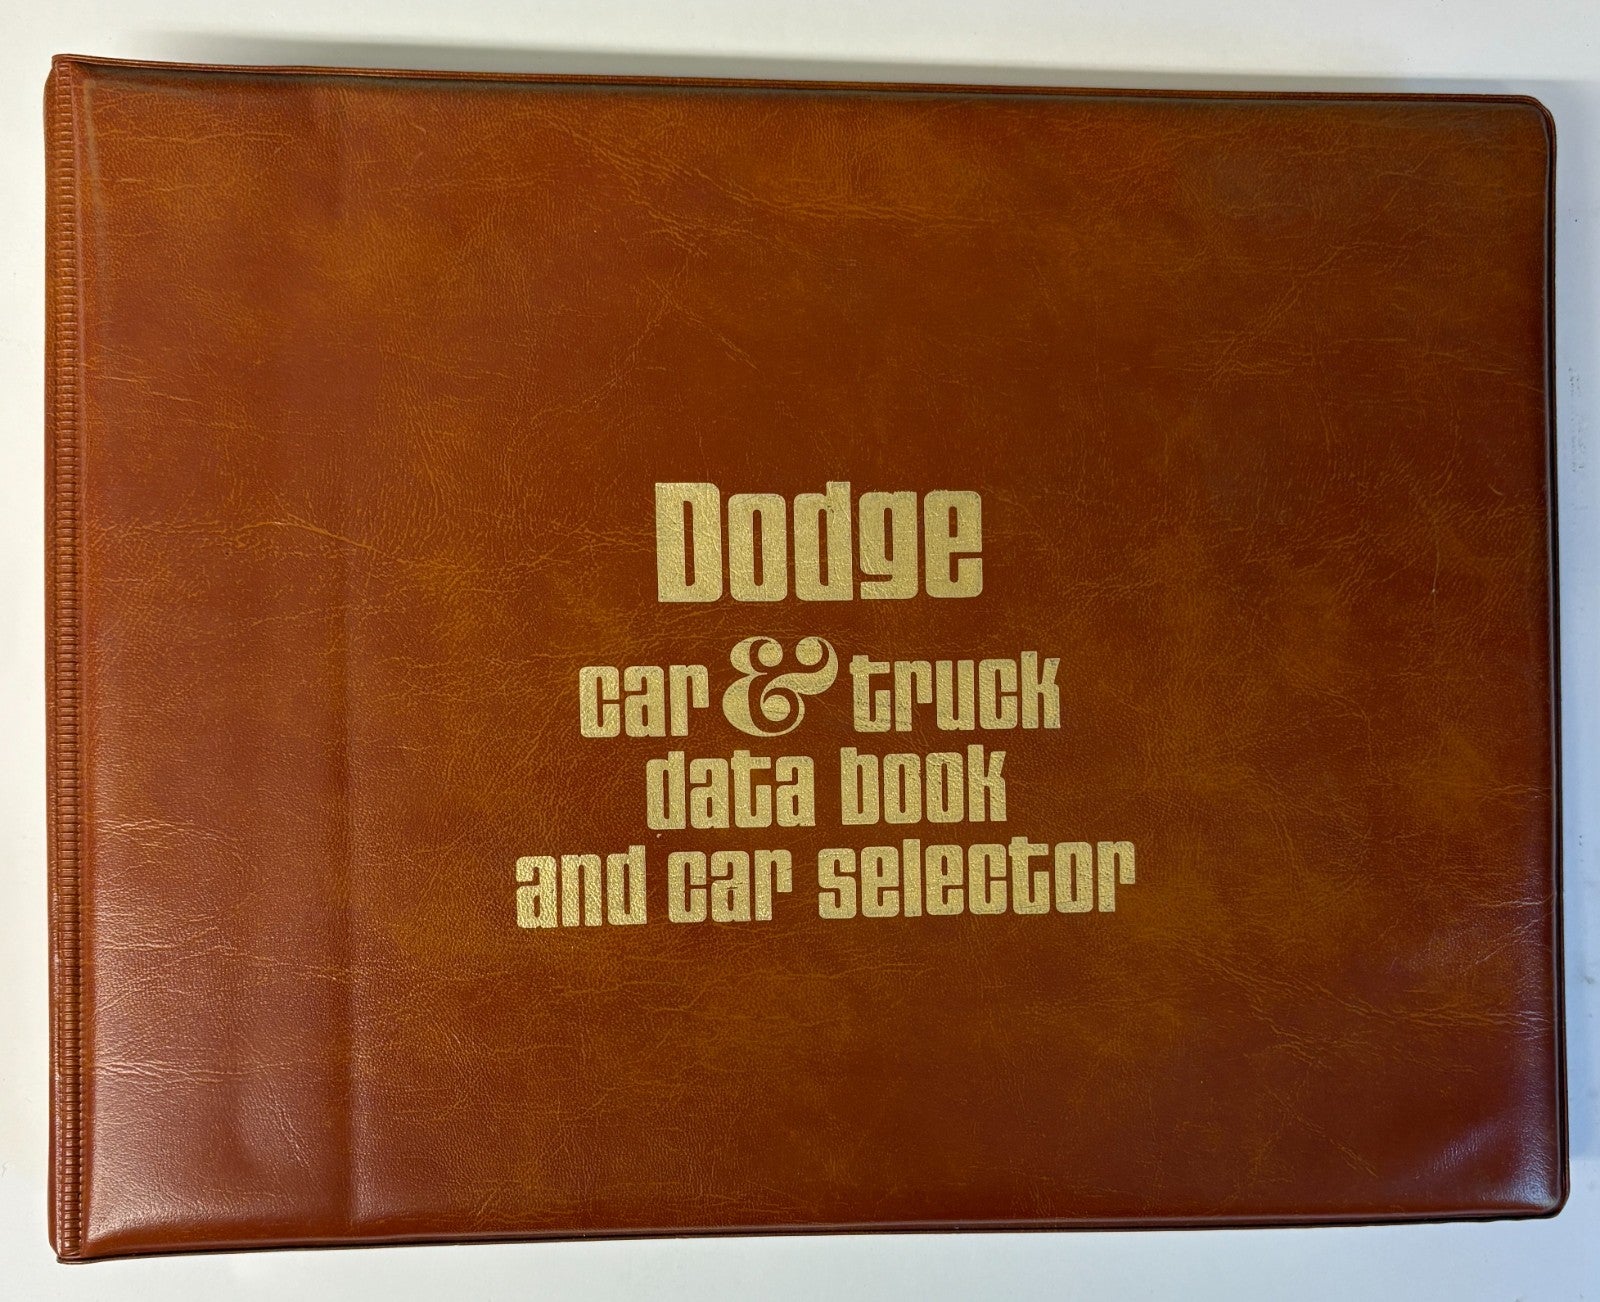 Dodge
car & truck
data book
and car selector